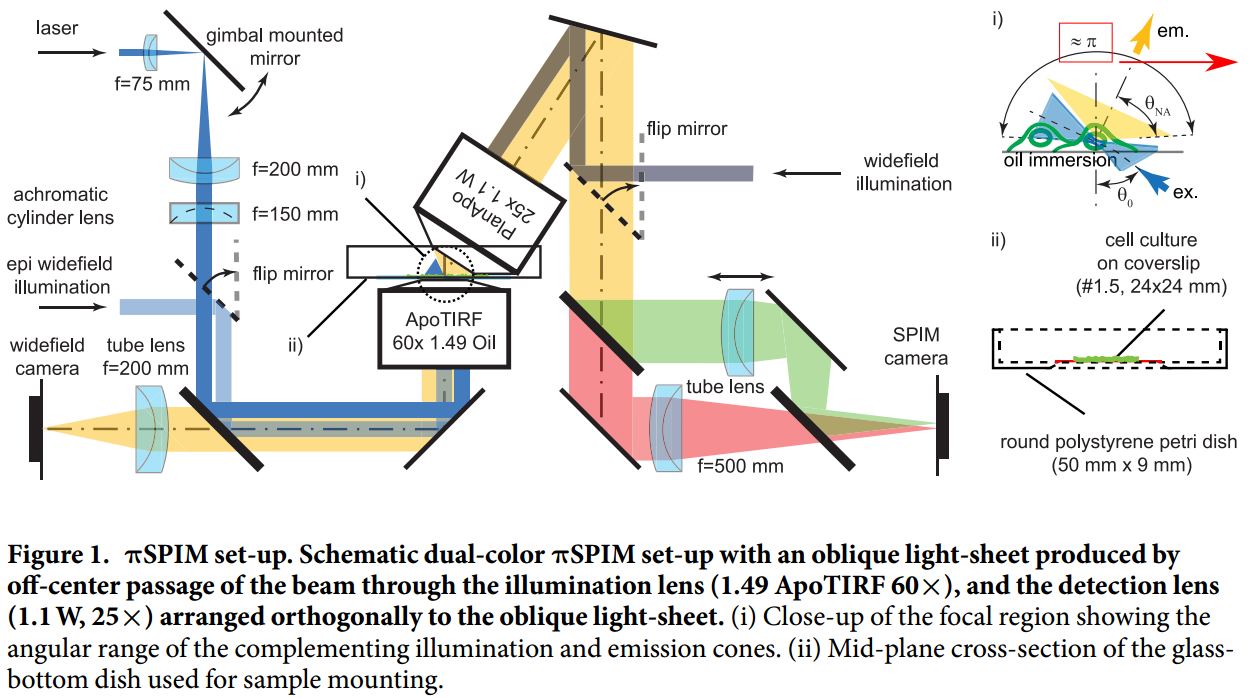 laser
gimbal mounted
mirror
f=75 mm
f=200 mm
achromatic
cylinder lens
f=150 mm
epi widefield
illumination
flip mirror
widefield
camera
tube lens
f=200 mm
i)
ii)
PlanApo
25x 1.1 W
ApoTIRF
60x 1.49 Oil
flip mirror
widefield
illumination
tube lens
f=500 mm
SPIM
camera
i)
≈ π
em.
θNA
oil immersion
θ0
ex.
ii)
cell culture
on coverslip
(#1.5, 24x24 mm)
round polystyrene petri dish
(50 mm x 9 mm)
Figure 1. πSPIM set-up. Schematic dual-color πSPIM set-up with an oblique light-sheet produced by
off-center passage of the beam through the illumination lens (1.49 ApoTIRF 60×), and the detection lens
(1.1 W, 25×) arranged orthogonally to the oblique light-sheet. (i) Close-up of the focal region showing the
angular range of the complementing illumination and emission cones. (ii) Mid-plane cross-section of the glass-
bottom dish used for sample mounting.